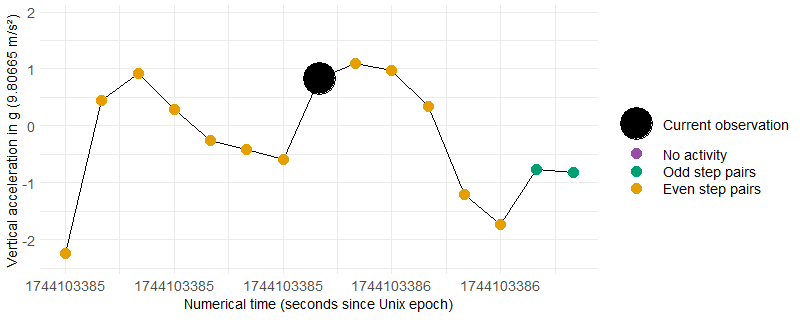 Vertical acceleration in g (9.80665 m/s²)
2
1
0
-1
-2
1744103385 1744103385 1744103385 1744103386 1744103386
Numerical time (seconds since Unix epoch)
Current observation
No activity
Odd step pairs
Even step pairs